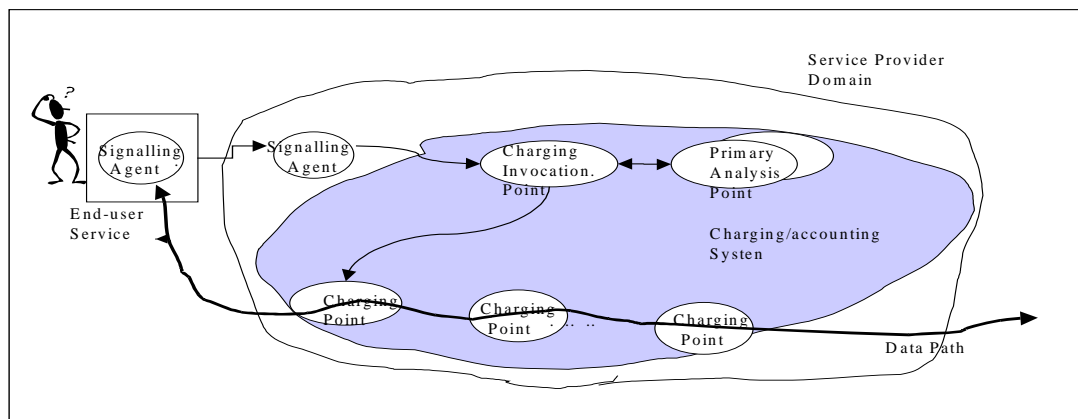 Service Provider
Domain
?
Signalling
Agent
Signalling
Agent
Charging
Invocation.
Point
Primary
Analysis
Point
End-user
Service
Charging/accounting
Systen
Charging
Point
Charging
Point
. .. ..
Charging
Point
Data Path